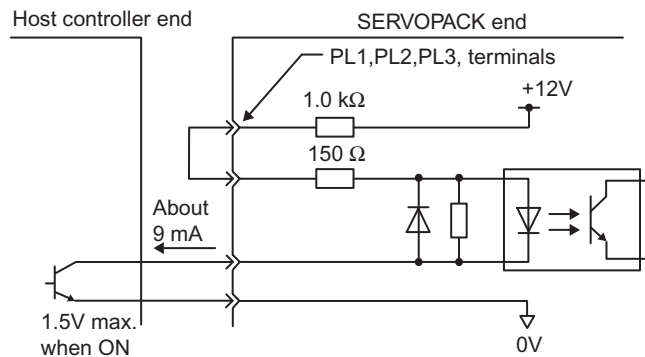 Host controller end
SERVOPACK end
PL1,PL2,PL3, terminals
1.0 kΩ
+12V
150 Ω
About
9 mA
1.5V max.
when ON
0V